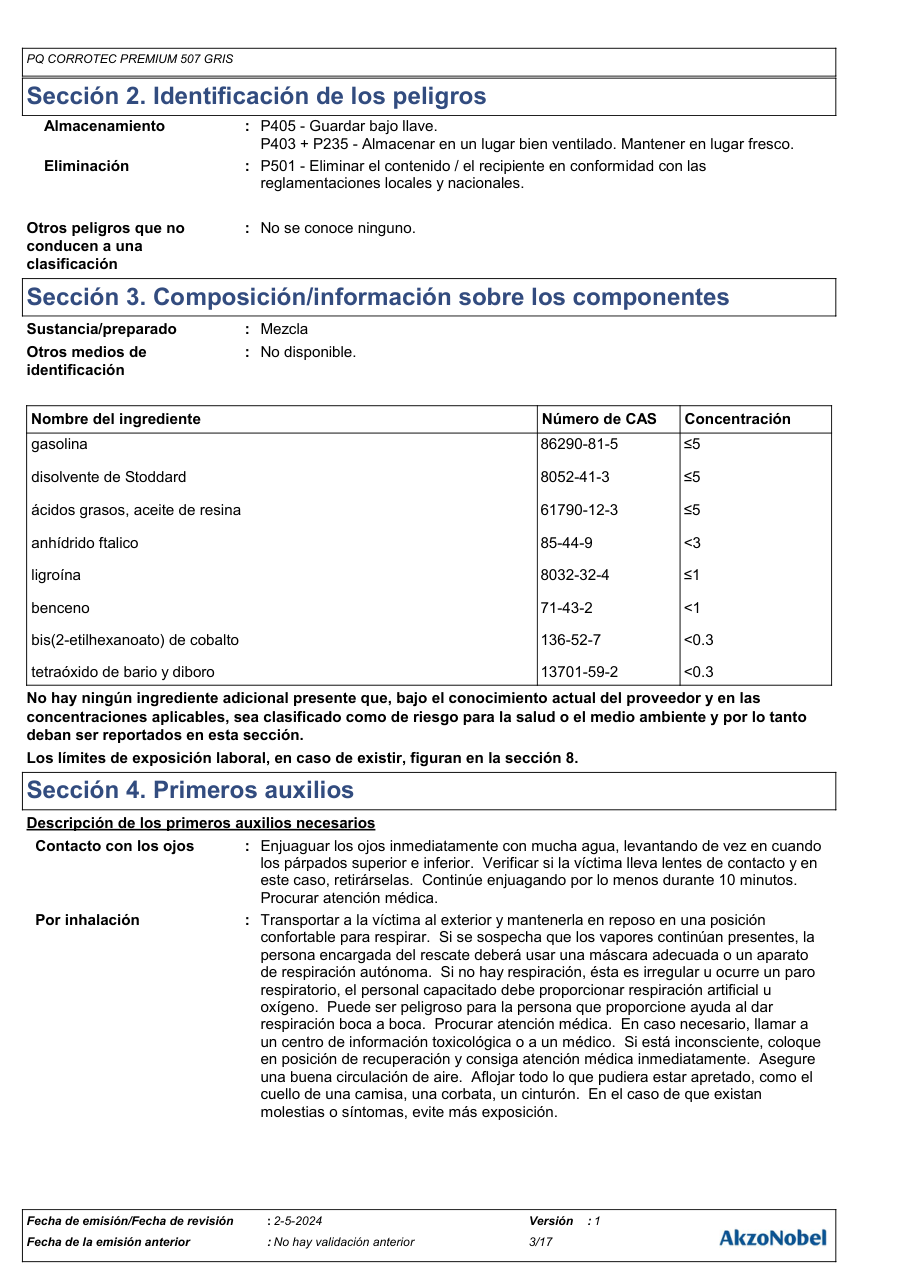 PQ CORROTEC PREMIUM 507 GRIS
Sección 2. Identificación de los peligros
Almacenamiento : P405 - Guardar bajo llave.
P403 + P235 - Almacenar en un lugar bien ventilado. Mantener en lugar fresco.
Eliminación : P501 - Eliminar el contenido / el recipiente en conformidad con las
reglamentaciones locales y nacionales.
Otros peligros que no : No se conoce ninguno.
conducen a una
clasificación
Sección 3. Composición/información sobre los componentes
Sustancia/preparado : Mezcla
Otros medios de : No disponible.
identificación
Nombre del ingrediente Número de CAS Concentración
gasolina 86290-81-5 ≤5
disolvente de Stoddard 8052-41-3 ≤5
ácidos grasos, aceite de resina 61790-12-3 ≤5
anhídrido ftalico 85-44-9 <3
ligroína 8032-32-4 ≤1
benceno 71-43-2 <1
bis(2-etilhexanoato) de cobalto 136-52-7 <0.3
tetraóxido de bario y diboro 13701-59-2 <0.3
No hay ningún ingrediente adicional presente que, bajo el conocimiento actual del proveedor y en las
concentraciones aplicables, sea clasificado como de riesgo para la salud o el medio ambiente y por lo tanto
deban ser reportados en esta sección.
Los límites de exposición laboral, en caso de existir, figuran en la sección 8.
Sección 4. Primeros auxilios
Descripción de los primeros auxilios necesarios
Contacto con los ojos : Enjuaguar los ojos inmediatamente con mucha agua, levantando de vez en cuando
los párpados superior e inferior. Verificar si la víctima lleva lentes de contacto y en
este caso, retirárselas. Continúe enjuagando por lo menos durante 10 minutos.
Procurar atención médica.
Por inhalación : Transportar a la víctima al exterior y mantenerla en reposo en una posición
confortable para respirar. Si se sospecha que los vapores continúan presentes, la
persona encargada del rescate deberá usar una máscara adecuada o un aparato
de respiración autónoma. Si no hay respiración, ésta es irregular u ocurre un paro
respiratorio, el personal capacitado debe proporcionar respiración artificial u
oxígeno. Puede ser peligroso para la persona que proporcione ayuda al dar
respiración boca a boca. Procurar atención médica. En caso necesario, llamar a
un centro de información toxicológica o a un médico. Si está inconsciente, coloque
en posición de recuperación y consiga atención médica inmediatamente. Asegure
una buena circulación de aire. Aflojar todo lo que pudiera estar apretado, como el
cuello de una camisa, una corbata, un cinturón. En el caso de que existan
molestias o síntomas, evite más exposición.
Fecha de emisión/Fecha de revisión : 2-5-2024 Versión : 1
Fecha de la emisión anterior : No hay validación anterior 3/17
AkzoNobel